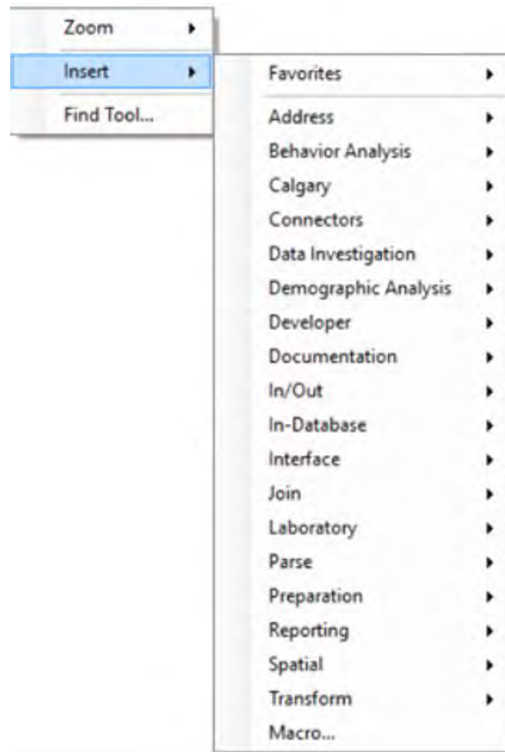 Zoom
Insert
Find Tool...
Favorites
Address
Behavior Analysis
Calgary
Connectors
Data Investigation
Demographic Analysis
Developer
Documentation
In/Out
In-Database
Interface
Join
Laboratory
Parse
Preparation
Reporting
Spatial
Transform
Macro...